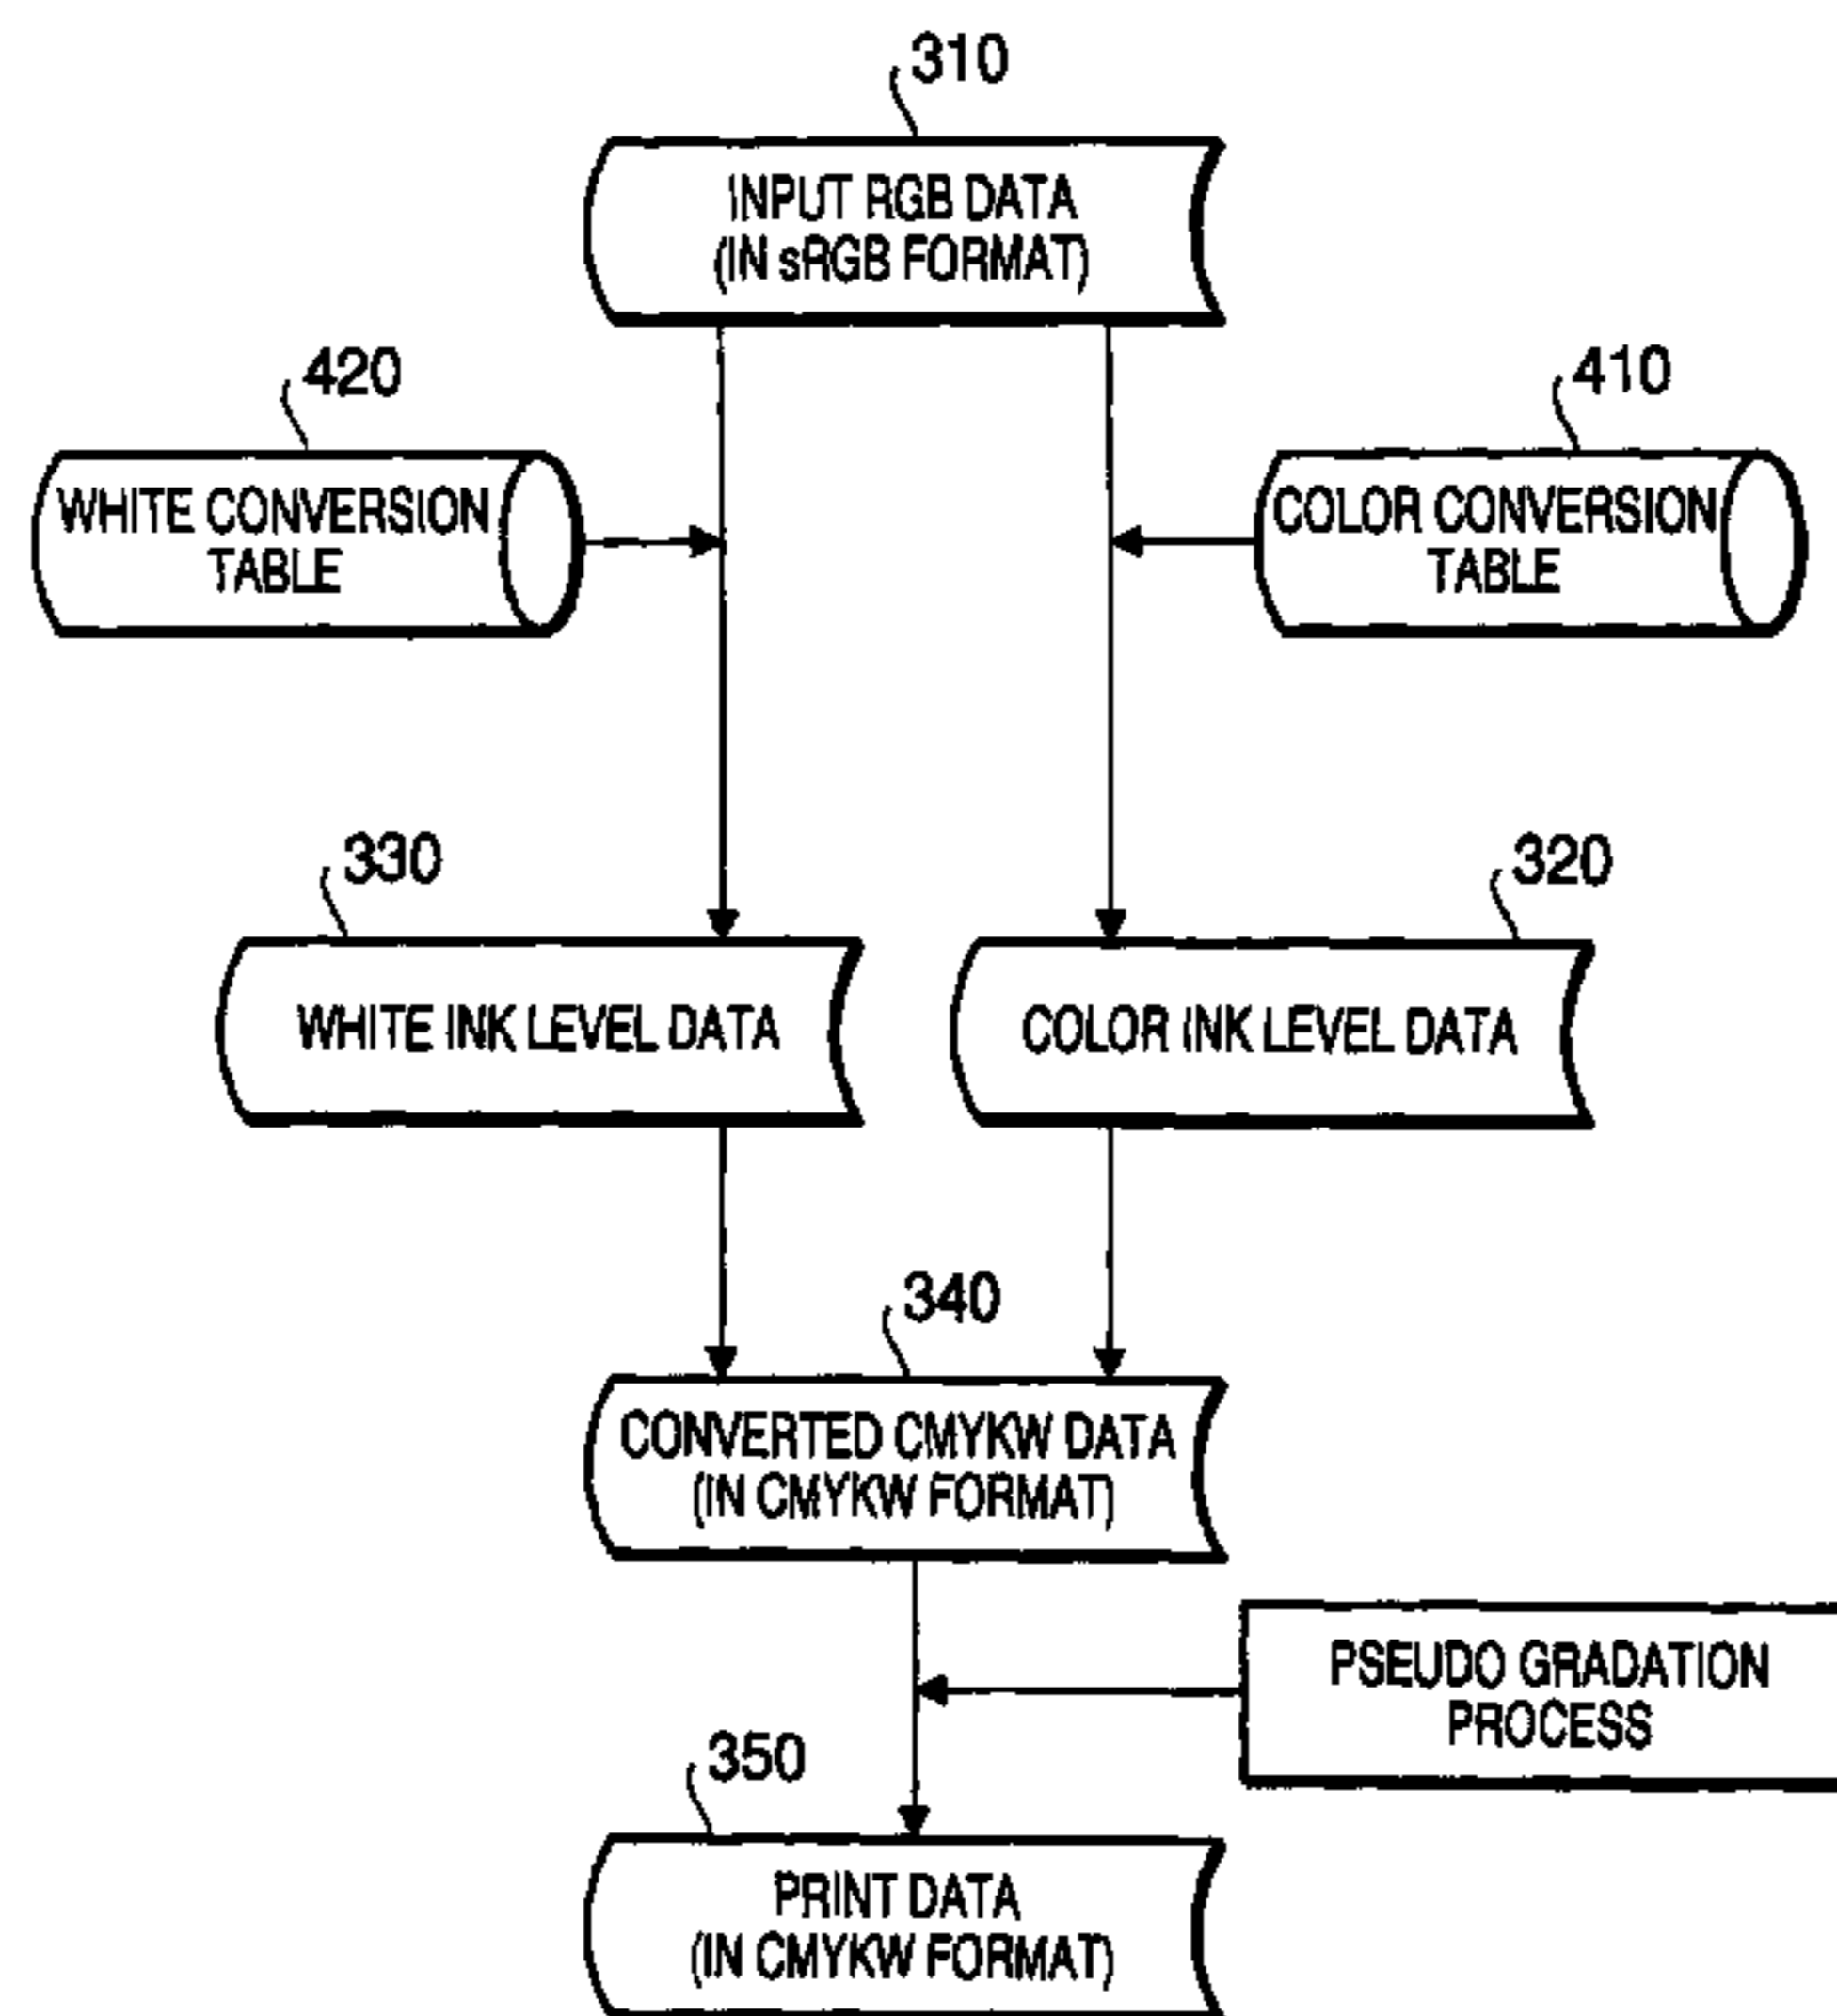 310
INPUT RGB DATA
(IN sRGB FORMAT)
420
410
WHITE CONVERSION
TABLE
COLOR CONVERSION
TABLE
330
320
WHITE INK LEVEL DATA
COLOR INK LEVEL DATA
340
CONVERTED CMYKW DATA
(IN CMYKW FORMAT)
PSEUDO GRADATION
PROCESS
350
PRINT DATA
(IN CMYKW FORMAT)